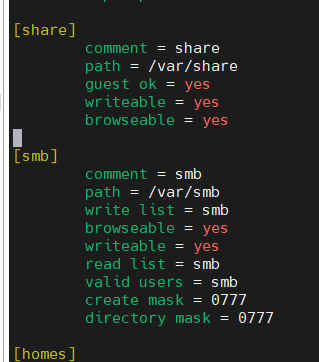 [share]
comment = share
path = /var/share
guest ok = yes
writeable = yes
browseable = yes
[smb]
comment = smb
path = /var/smb
write list = smb
browseable = yes
writeable = yes
read list = smb
valid users = smb
create mask = 0777
directory mask = 0777
[homes]